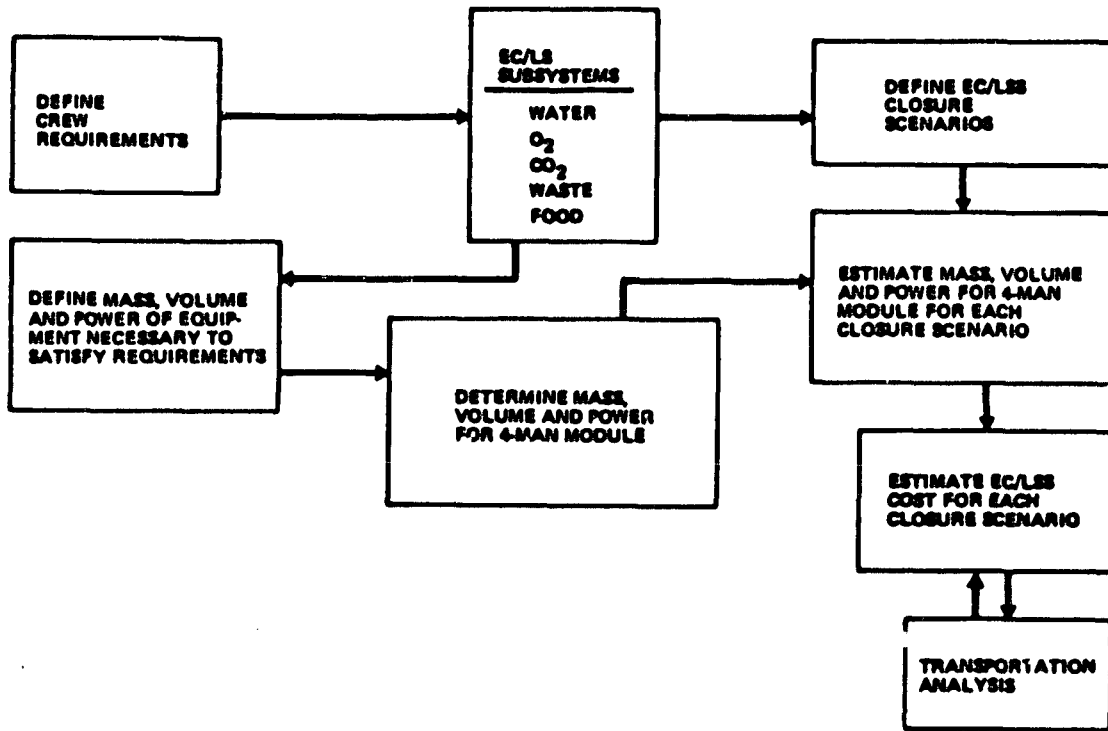 DEFINE
CREW
REQUIREMENTS
EC/LS
SUBSYSTEMS
WATER
O2
CO2
WASTE
FOOD
DEFINE EC/LSS
CLOSURE
SCENARIOS
DEFINE MASS, VOLUME
AND POWER OF EQUIP-
MENT NECESSARY TO
SATISFY REQUIREMENTS
DETERMINE MASS,
VOLUME AND POWER
FOR 4-MAN MODULE
ESTIMATE MASS, VOLUME
AND POWER FOR 4-MAN
MODULE FOR EACH
CLOSURE SCENARIO
ESTIMATE EC/LSS
COST FOR EACH
CLOSURE SCENARIO
TRANSPORTATION
ANALYSIS